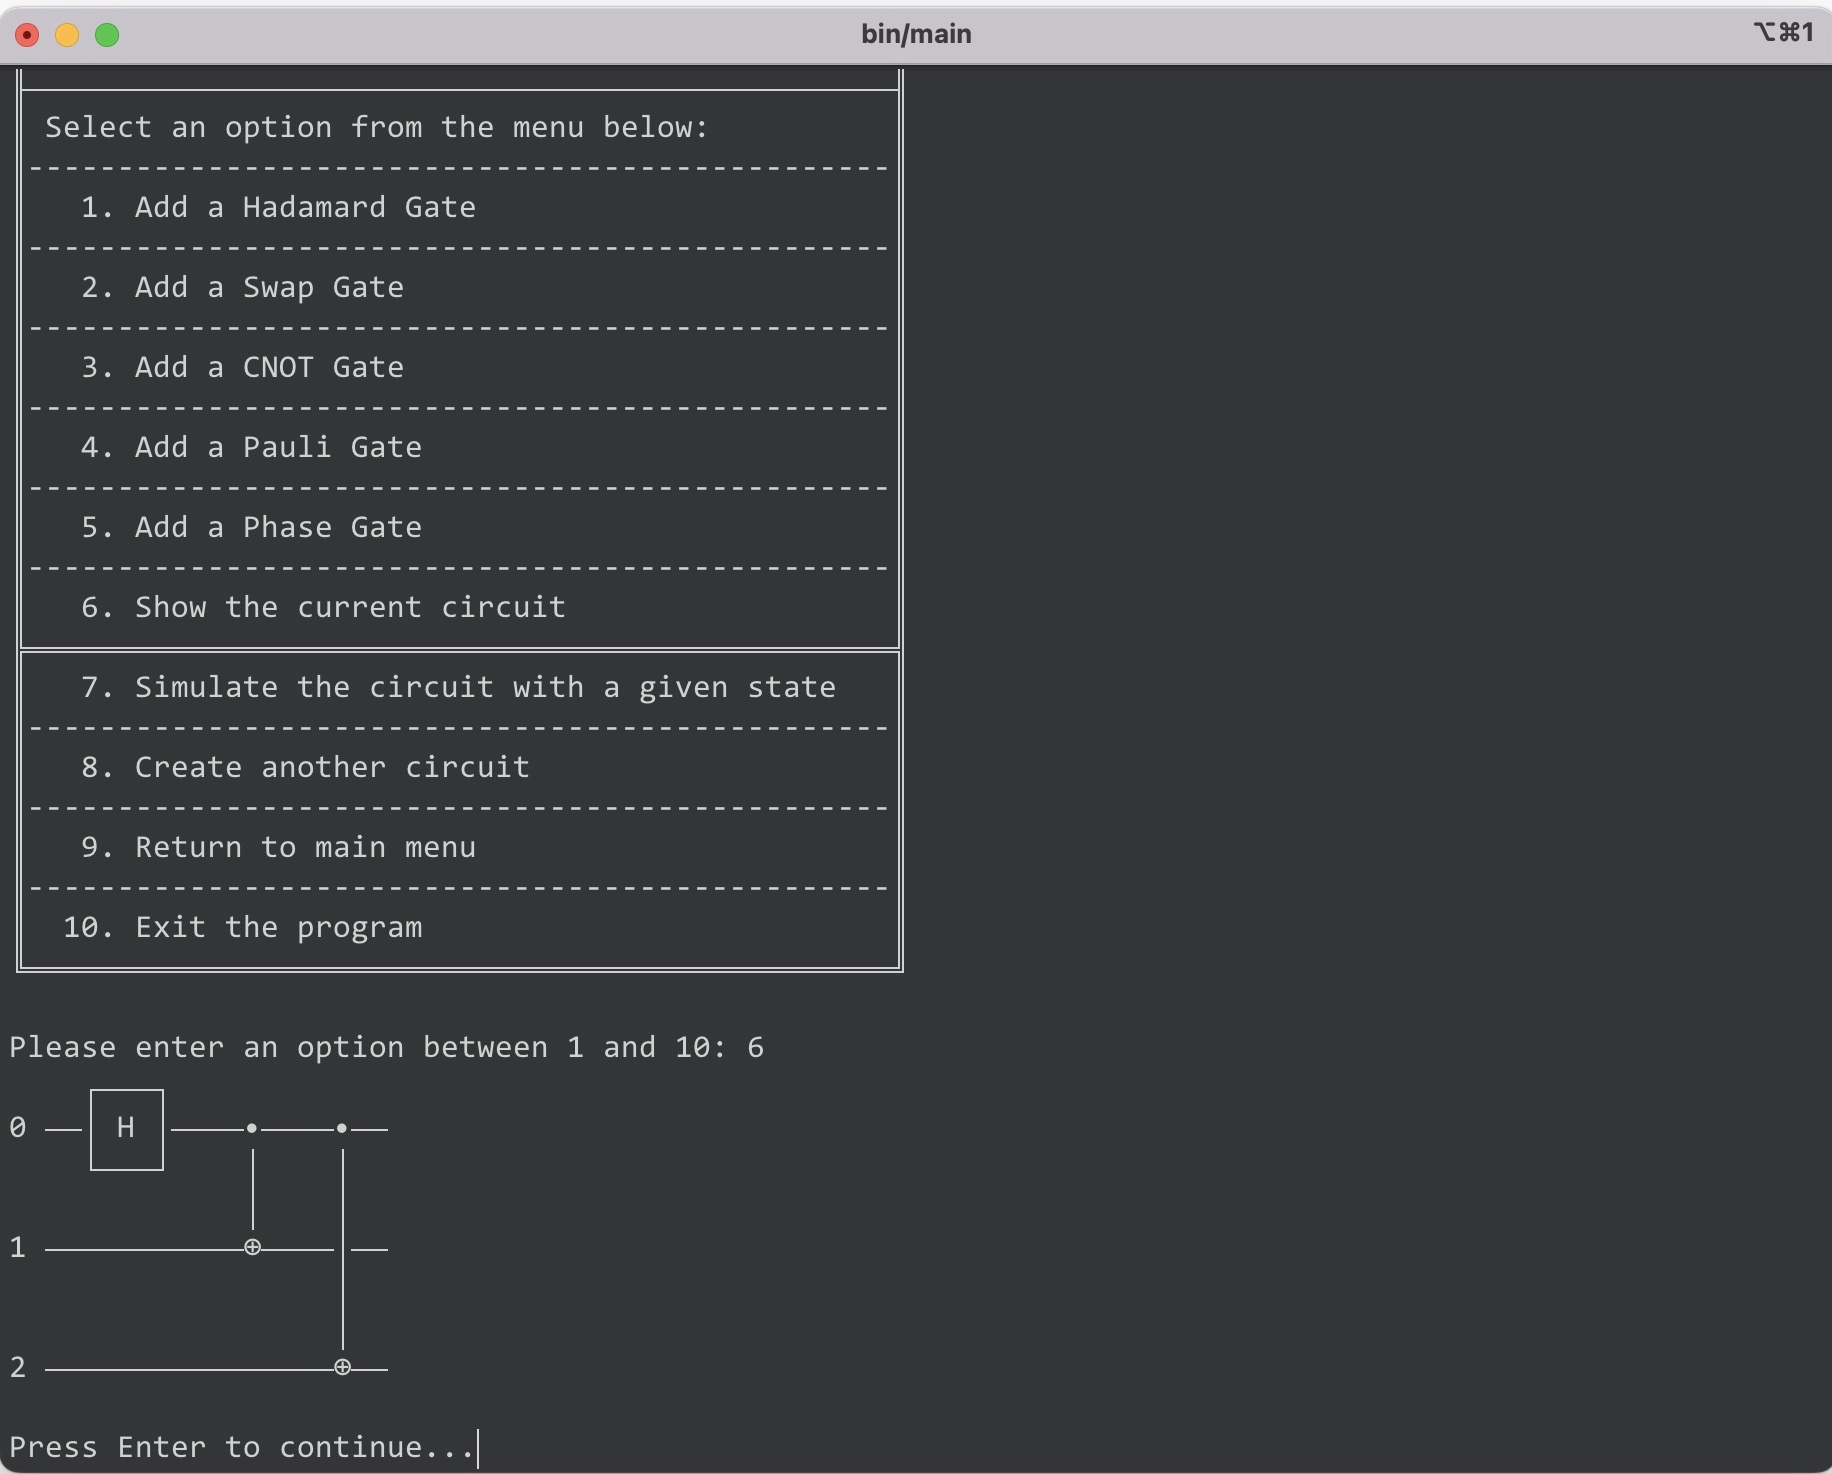 bin/main
⌥⌘1
Select an option from the menu below:
1. Add a Hadamard Gate
2. Add a Swap Gate
3. Add a CNOT Gate
4. Add a Pauli Gate
5. Add a Phase Gate
6. Show the current circuit
7. Simulate the circuit with a given state
8. Create another circuit
9. Return to main menu
10. Exit the program
Please enter an option between 1 and 10: 6
0 H
1
2
Press Enter to continue...